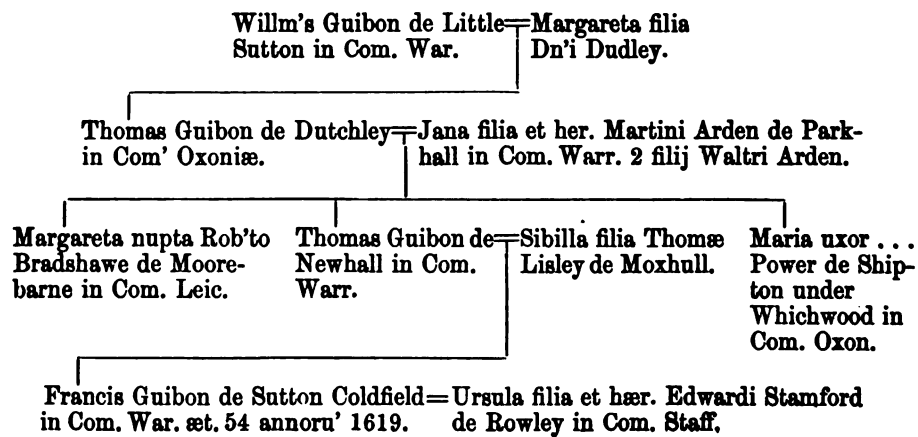 Willm's Guibon de Little=Margareta filia
Sutton in Com. War. Dn'i Dudley.
Thomas Guibon de Dutchley=Jana filia et her. Martini Arden de Park-
in Com' Oxoniæ. hall in Com. Warr. 2 filij Waltri Arden.
Margareta nupta Rob'to
Bradshawe de Moore-
barne in Com. Leic.
Thomas Guibon de=Sibilla filia Thomæ
Newhall in Com. Lisley de Moxhull.
Warr.
Maria uxor . . .
Power de Ship-
ton under
Whichwood in
Com. Oxon.
Francis Guibon de Sutton Coldfield=Ursula filia et hær. Edwardi Stamford
in Com. War. æt. 54 annoru' 1619. de Rowley in Com. Staff.